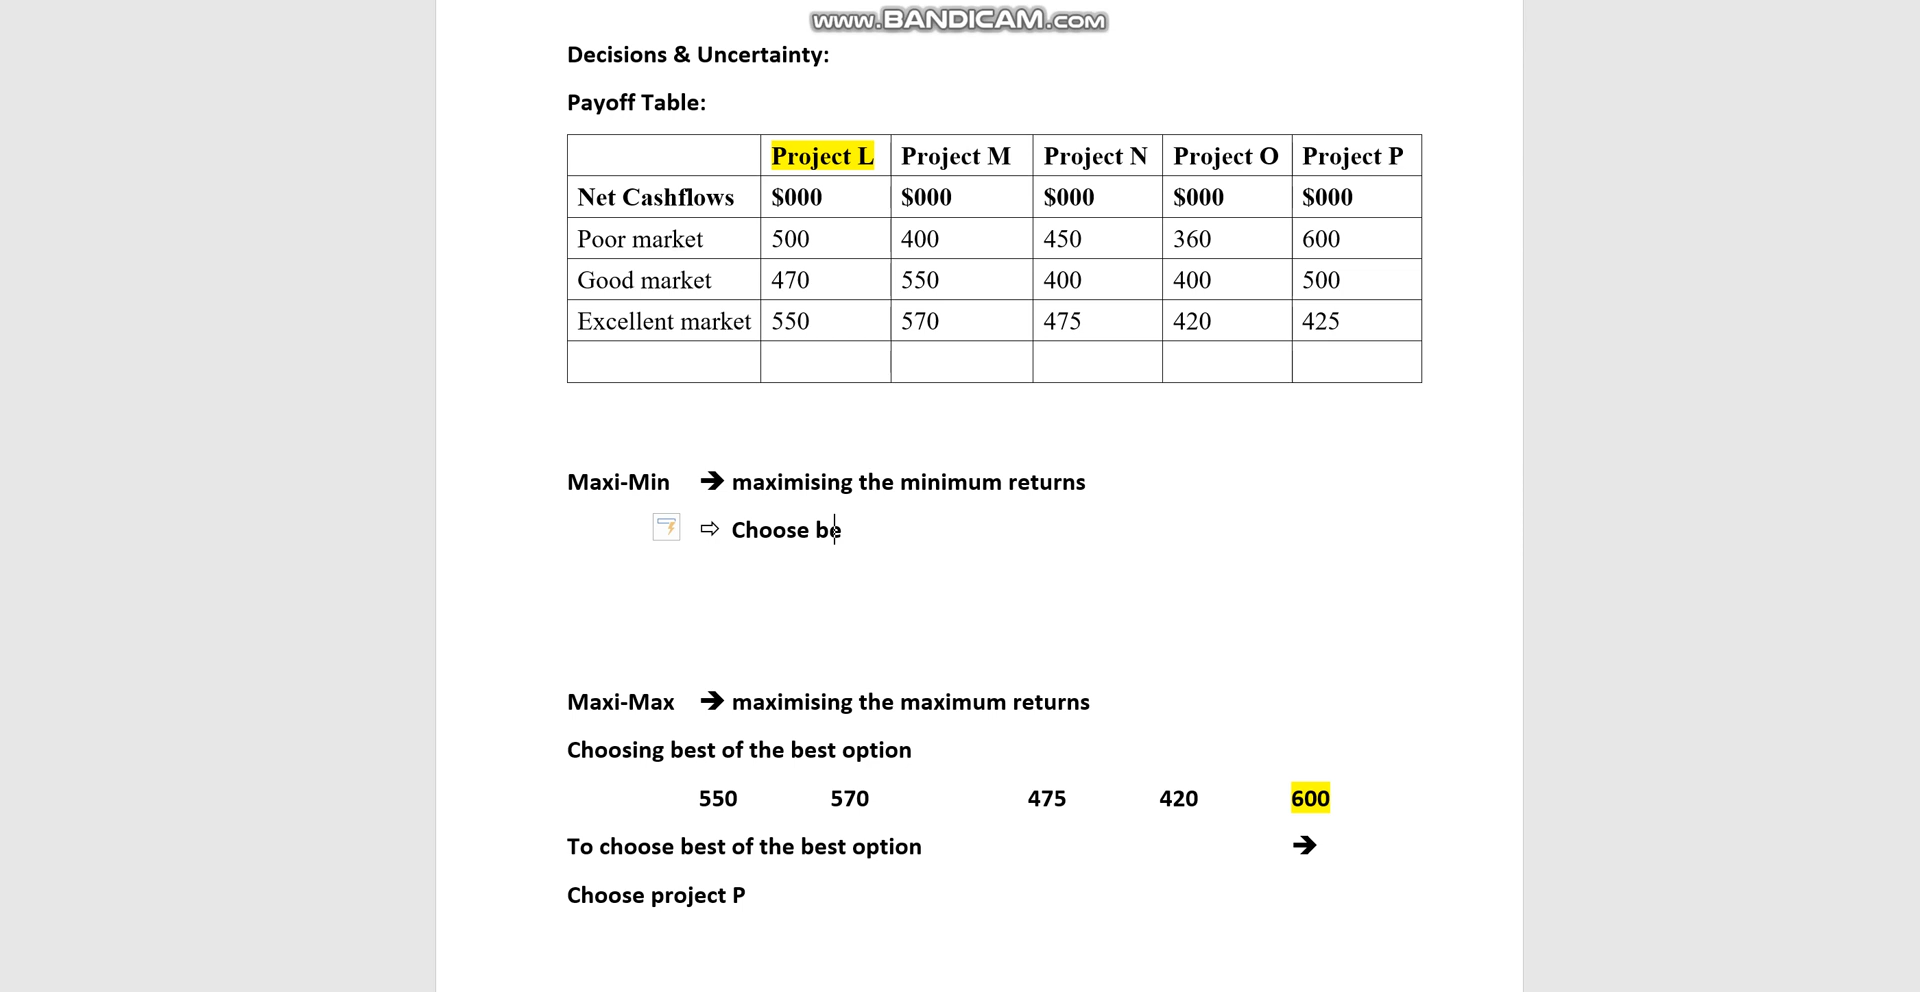 www.BANDICAM.com
Decisions & Uncertainty:
Payoff Table:
Project L Project M Project N Project O Project P
Net Cashflows $000 $000 $000 $000 $000
Poor market 500 400 450 360 600
Good market 470 550 400 400 500
Excellent market 550 570 475 420 425
Maxi-Min ➔ maximising the minimum returns
⇨ Choose be
Maxi-Max ➔ maximising the maximum returns
Choosing best of the best option
550 570 475 420 600
To choose best of the best option ➔
Choose project P